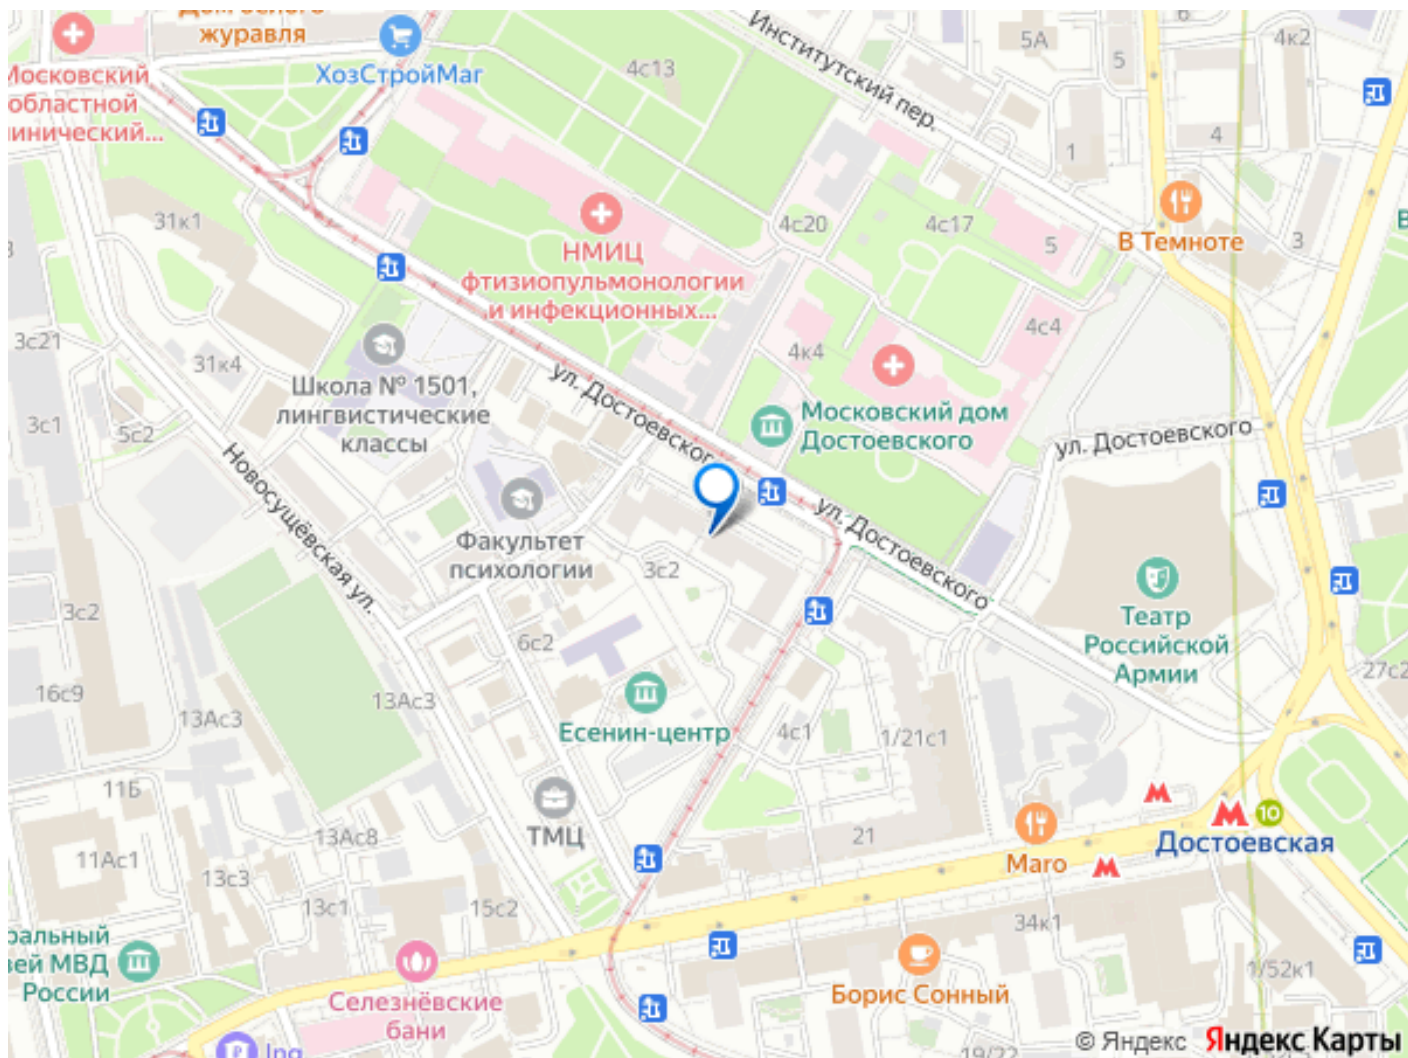 журавля
ХозСтройМаг
Московский
областной
4с13
Институтский пер.
5А
5
6
4к2
4
1
31к1
НМИЦ
фтизиопульмонологии
и инфекционных...
4с20
4с17
5
В Темноте
3
3с21
31к4
Школа № 1501,
лингвистические
классы
ул. Достоевского
4к4
4с4
Московский дом
Достоевского
ул. Достоевского
3с1
5с2
Новосущёвская ул.
Факультет
психологии
3с2
ул. Достоевского
Театр
Российской
Армии
3с2
6с2
16с9
13Ас3
13Ас3
Есенин-центр
4с1
1/21с1
27с2
11Б
13Ас8
ТМЦ
21
Maro
Достоевская
10
11Ас1
13с3
13с1
15с2
34к1
МВД
России
Селезнёвские
бани
Борис Сонный
1/52к1
19/22
© Яндекс Яндекс Карты